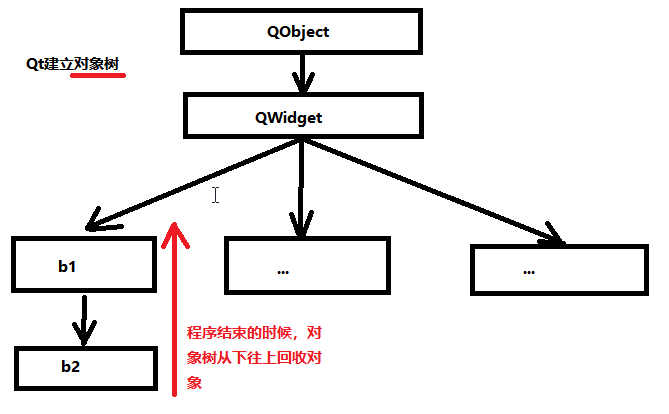 QObject
Qt建立对象树
QWidget
b1
...
...
b2
程序结束的时候，对
象树从下往上回收对
象